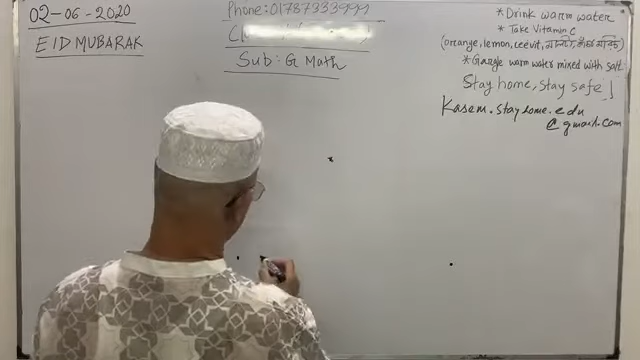 02-06-2020
EID MUBARAK
Phone: 01787333999
Sub: G Math
* Drink warm water
* Take Vitamin C
(orange, lemon, ceevit,
* Gargle warm water mixed with salt
Stay home, Stay safe!
Kasem.stayhome.edu
@gmail.com